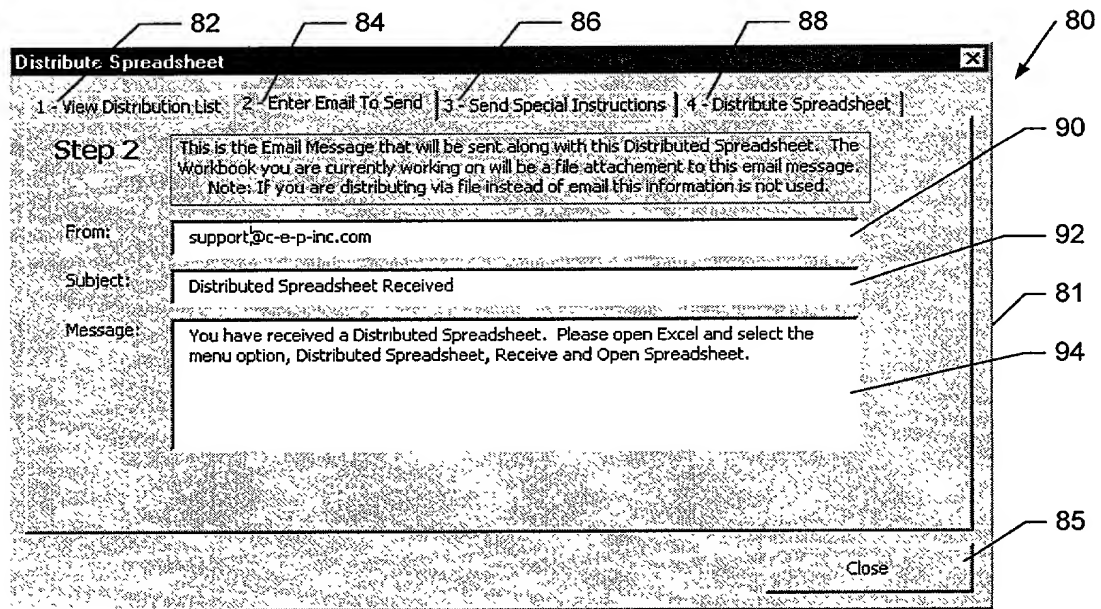 82 84 86 88 80
Distribute Spreadsheet
1 - View Distribution List 2 - Enter Email To Send 3 - Send Special Instructions 4 - Distribute Spreadsheet
90
Step 2
This is the Email Message that will be sent along with this Distributed Spreadsheet. The
Workbook you are currently working on will be a file attachement to this email message.
Note: If you are distributing via file instead of email this information is not used.
From: support@c-e-p-inc.com
92
Subject: Distributed Spreadsheet Received
81
Message: You have received a Distributed Spreadsheet. Please open Excel and select the
menu option, Distributed Spreadsheet, Receive and Open Spreadsheet.
94
85
Close